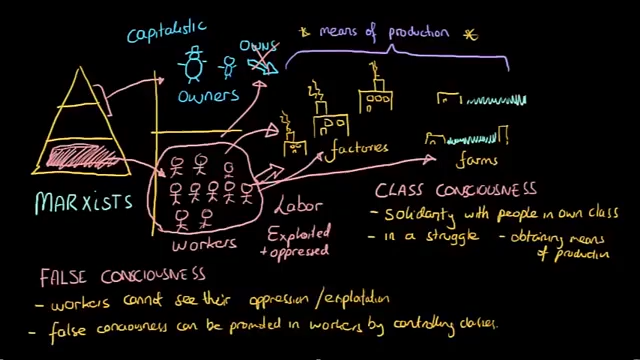 capitalistic
* means of production *
OWNS
Owners
factories
farms
MARXISTS
workers
Labor
Exploited
+ oppressed
CLASS CONSCIOUSNESS
- solidarity with people in own class
- in a struggle - obtaining means
of production
FALSE CONSCIOUSNESS
- workers cannot see their oppression/exploitation
- false conciousness can be promoted in workers by controlling classes.